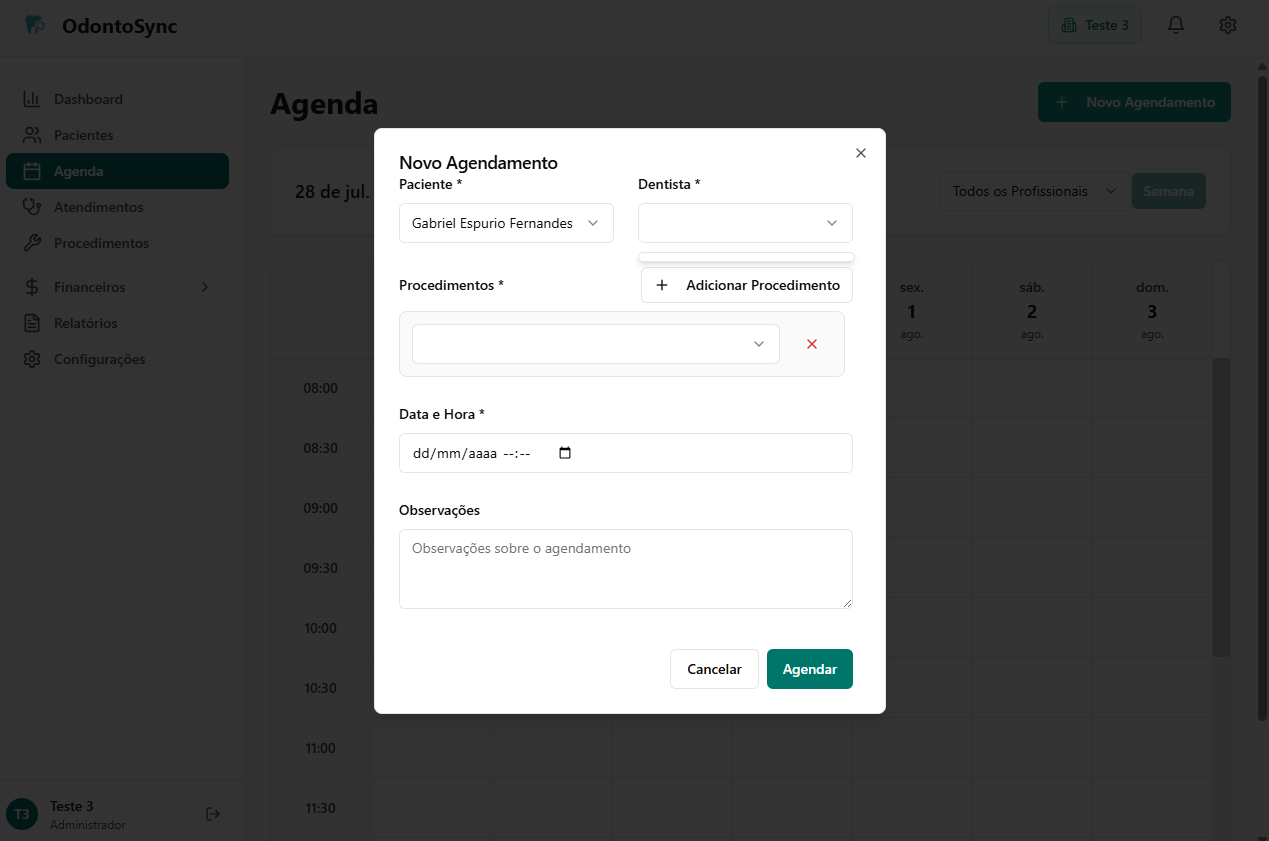 OdontoSync
Teste 3
Dashboard
Pacientes
Agenda
Atendimentos
Procedimentos
Financeiros
Relatórios
Configurações
Teste 3
T3
Administrador
Agenda
Novo Agendamento
28 de jul.
Todos os Profissionais
Semana
sex.
1
ago.
sáb.
2
ago.
dom.
3
ago.
08:00
08:30
09:00
09:30
10:00
10:30
11:00
11:30
Novo Agendamento
Paciente *
Dentista *
Gabriel Espurio Fernandes
Procedimentos *
Adicionar Procedimento
Data e Hora *
dd/mm/aaaa --:--
Observações
Observações sobre o agendamento
Cancelar
Agendar